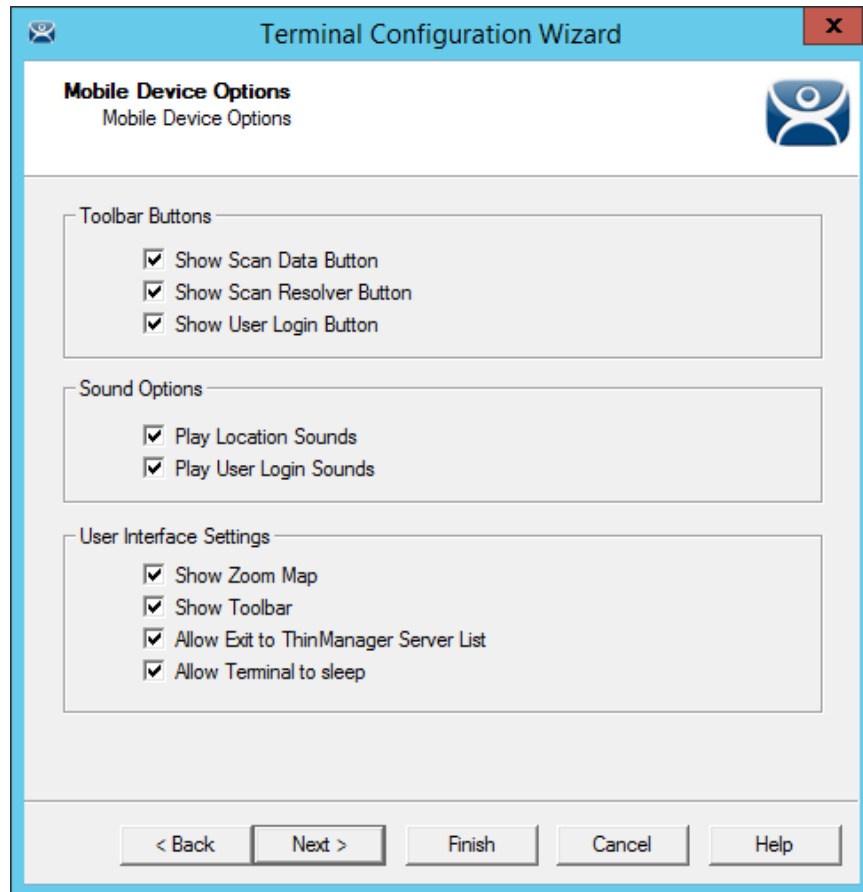 Terminal Configuration Wizard
x
Mobile Device Options
Mobile Device Options
Toolbar Buttons
Show Scan Data Button
Show Scan Resolver Button
Show User Login Button
Sound Options
Play Location Sounds
Play User Login Sounds
User Interface Settings
Show Zoom Map
Show Toolbar
Allow Exit to ThinManager Server List
Allow Terminal to sleep
< Back Next > Finish Cancel Help